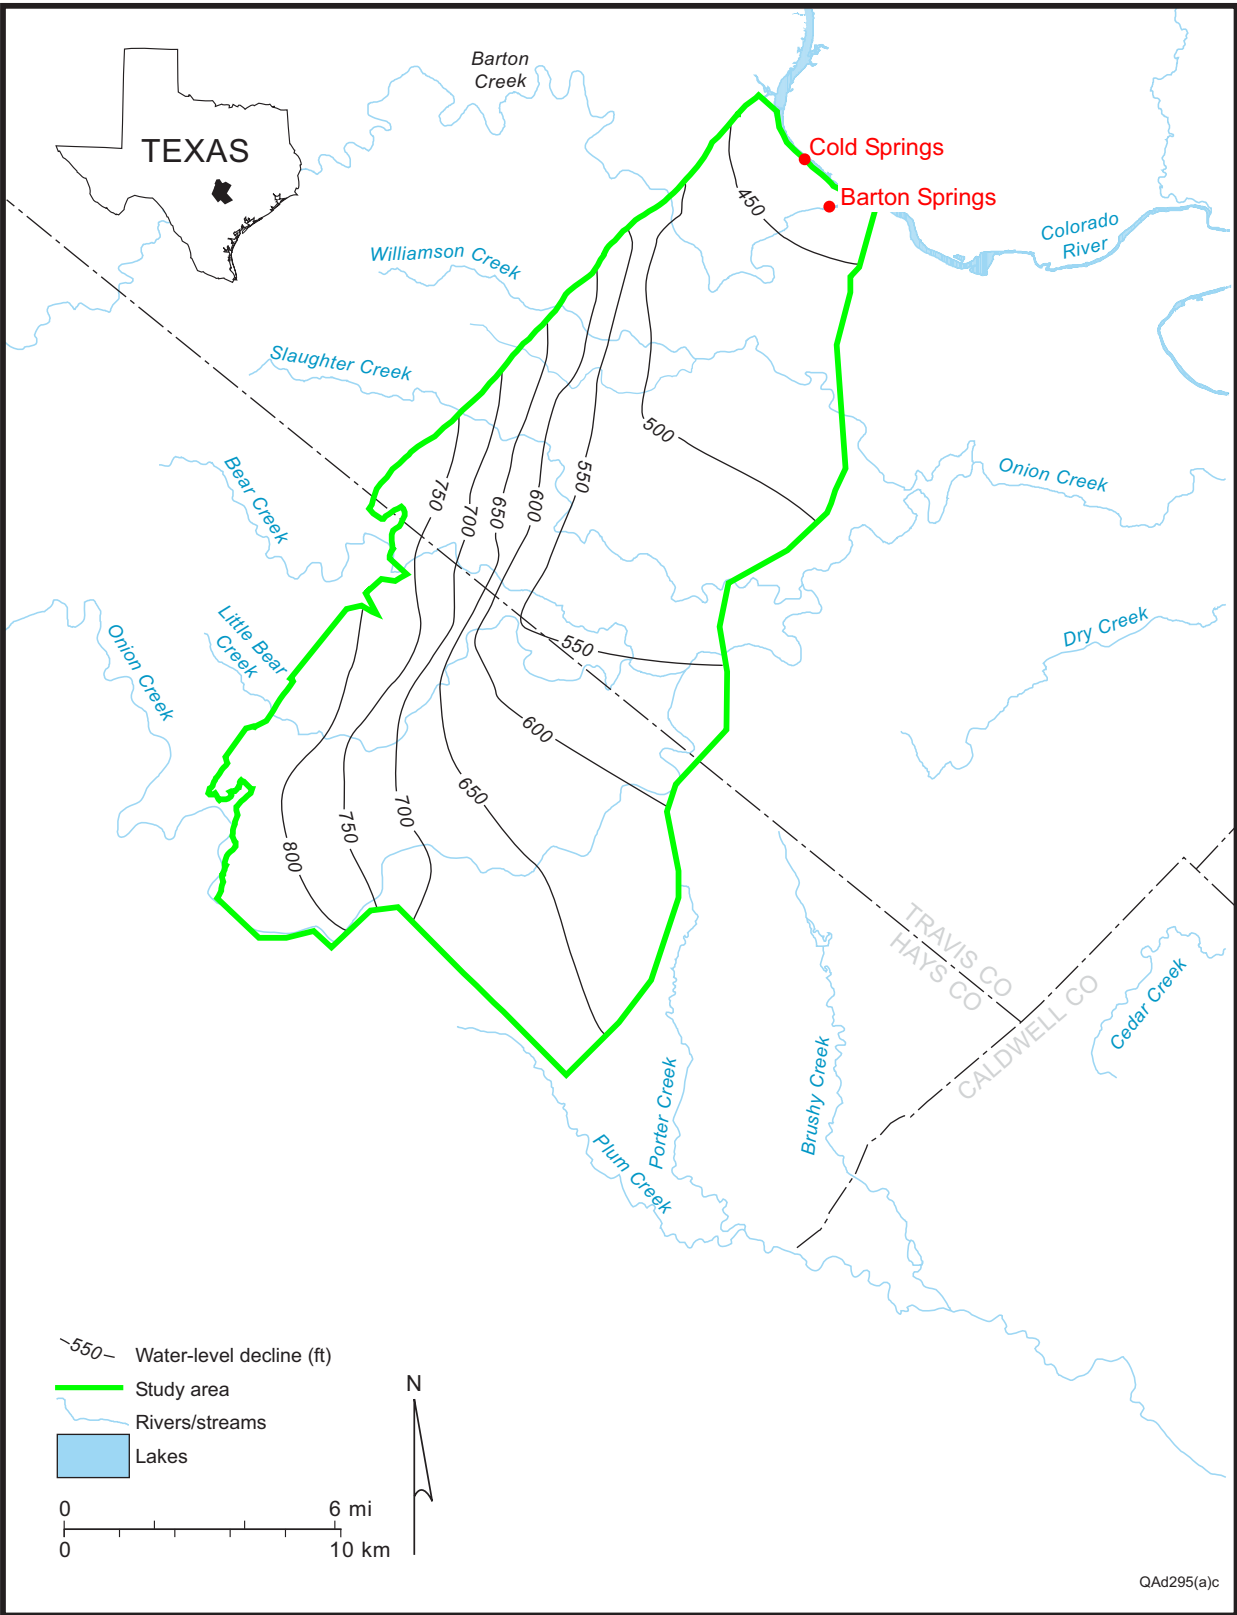 Barton
Creek
TEXAS
Cold Springs
Barton Springs
450
Colorado
River
Williamson Creek
Slaughter Creek
500
Onion Creek
Bear Creek
750
700
650
600
550
Little Bear
Creek
Onion Creek
Dry Creek
550
600
650
700
750
800
TRAVIS CO
HAYS CO
CALDWELL CO
Cedar Creek
Porter Creek
Brushy Creek
Plum Creek
550
Water-level decline (ft)
Study area
Rivers/streams
Lakes
N
0
6 mi
0
10 km
QAd295(a)c